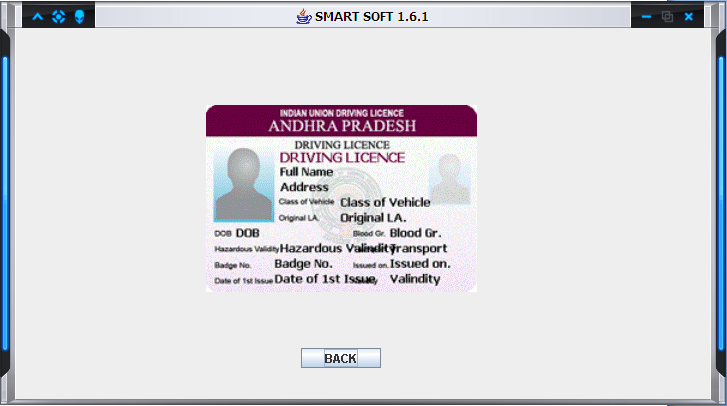 SMART SOFT 1.6.1
INDIAN UNION DRIVING LICENCE
ANDHRA PRADESH
DRIVING LICENCE
DRIVING LICENCE
Full Name
Address
Class of Vehicle Class of Vehicle
Original LA. Original LA.
DOB DOB Blood Gr. Blood Gr.
Hazardous Validity Hazardous Valindity Transport
Badge No. Badge No. Issued on. Issued on.
Date of 1st Issue Date of 1st Issue Valindity
BACK